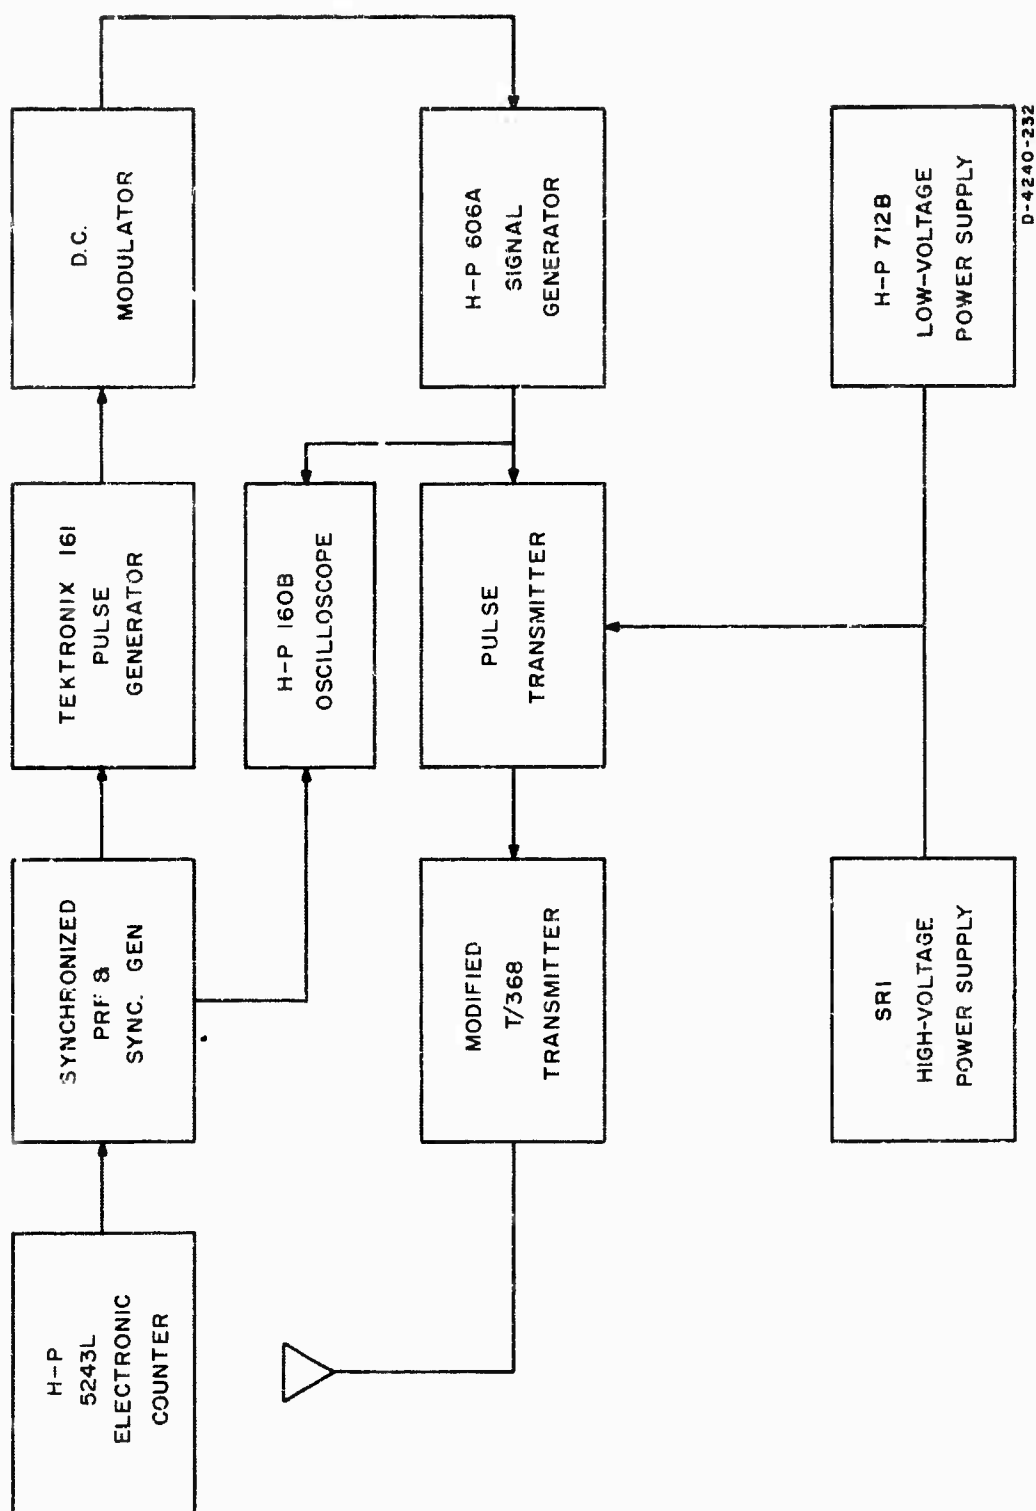 H-P
5243L
ELECTRONIC
COUNTER
SYNCHRONIZED
PRF &
SYNC. GEN
TEKTRONIX 161
PULSE
GENERATOR
D.C.
MODULATOR
H-P 160B
OSCILLOSCOPE
MODIFIED
T/368
TRANSMITTER
PULSE
TRANSMITTER
H-P 606A
SIGNAL
GENERATOR
SRI
HIGH-VOLTAGE
POWER SUPPLY
H-P 712B
LOW-VOLTAGE
POWER SUPPLY
D-4240-232